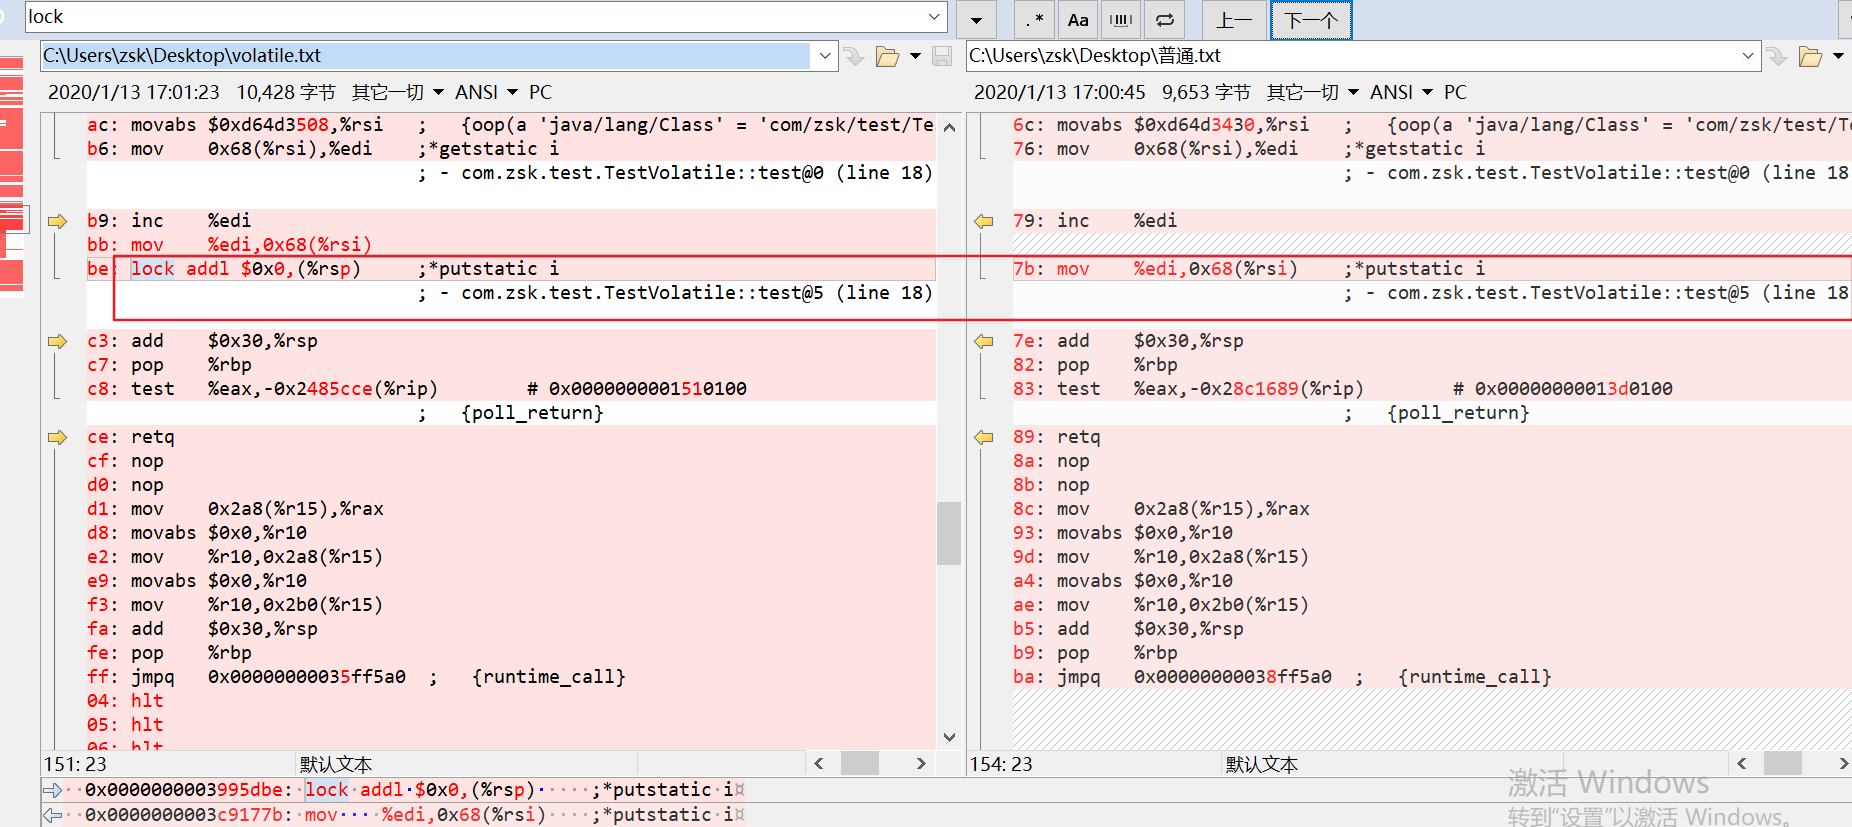 lock
.* Aa 上一 下一个
C:\Users\zsk\Desktop\volatile.txt
2020/1/13 17:01:23 10,428 字节 其它一切 ANSI PC
ac: movabs $0xd64d3508,%rsi ; {oop(a 'java/lang/Class' = 'com/zsk/test/Te
b6: mov 0x68(%rsi),%edi ;*getstatic i
; - com.zsk.test.TestVolatile::test@0 (line 18)
b9: inc %edi
bb: mov %edi,0x68(%rsi)
be: lock addl $0x0,(%rsp) ;*putstatic i
; - com.zsk.test.TestVolatile::test@5 (line 18)
c3: add $0x30,%rsp
c7: pop %rbp
c8: test %eax,-0x2485cce(%rip) # 0x0000000001510100
; {poll_return}
ce: retq
cf: nop
d0: nop
d1: mov 0x2a8(%r15),%rax
d8: movabs $0x0,%r10
e2: mov %r10,0x2a8(%r15)
e9: movabs $0x0,%r10
f3: mov %r10,0x2b0(%r15)
fa: add $0x30,%rsp
fe: pop %rbp
ff: jmpq 0x00000000035ff5a0 ; {runtime_call}
04: hlt
05: hlt
06: hlt
151: 23 默认文本
C:\Users\zsk\Desktop\普通.txt
2020/1/13 17:00:45 9,653 字节 其它一切 ANSI PC
6c: movabs $0xd64d3430,%rsi ; {oop(a 'java/lang/Class' = 'com/zsk/test/T
76: mov 0x68(%rsi),%edi ;*getstatic i
; - com.zsk.test.TestVolatile::test@0 (line 18
79: inc %edi
7b: mov %edi,0x68(%rsi) ;*putstatic i
; - com.zsk.test.TestVolatile::test@5 (line 18
7e: add $0x30,%rsp
82: pop %rbp
83: test %eax,-0x28c1689(%rip) # 0x00000000013d0100
; {poll_return}
89: retq
8a: nop
8b: nop
8c: mov 0x2a8(%r15),%rax
93: movabs $0x0,%r10
9d: mov %r10,0x2a8(%r15)
a4: movabs $0x0,%r10
ae: mov %r10,0x2b0(%r15)
b5: add $0x30,%rsp
b9: pop %rbp
ba: jmpq 0x00000000038ff5a0 ; {runtime_call}
154: 23 默认文本
0x0000000003995dbe: lock addl $0x0,(%rsp) ;*putstatic i
0x0000000003c9177b: mov %edi,0x68(%rsi) ;*putstatic i
激活 Windows
转到"设置"以激活 Windows。